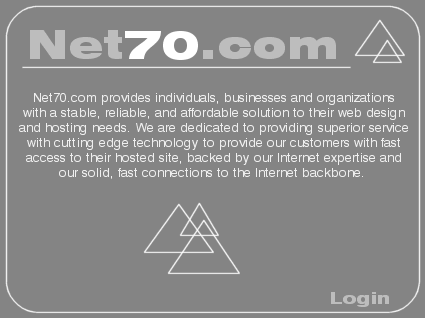 Net70.com
Net70.com provides individuals, businesses and organizations
with a stable, reliable, and affordable solution to their web design
and hosting needs. We are dedicated to providing superior service
with cutting edge technology to provide our customers with fast
access to their hosted site, backed by our Internet expertise and
our solid, fast connections to the Internet backbone.
Login